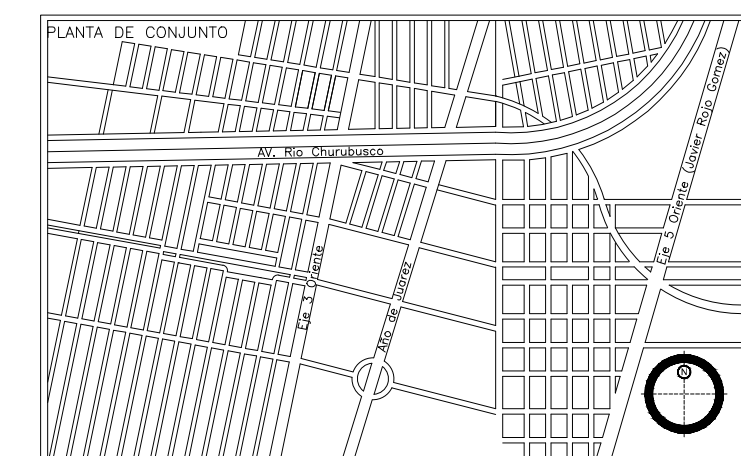 PLANTA DE CONJUNTO
AV. Rio Churubusco
Eje 5 Oriente (Javier Rojo Gomez)
Eje 3 Oriente
Año de Juarez
N